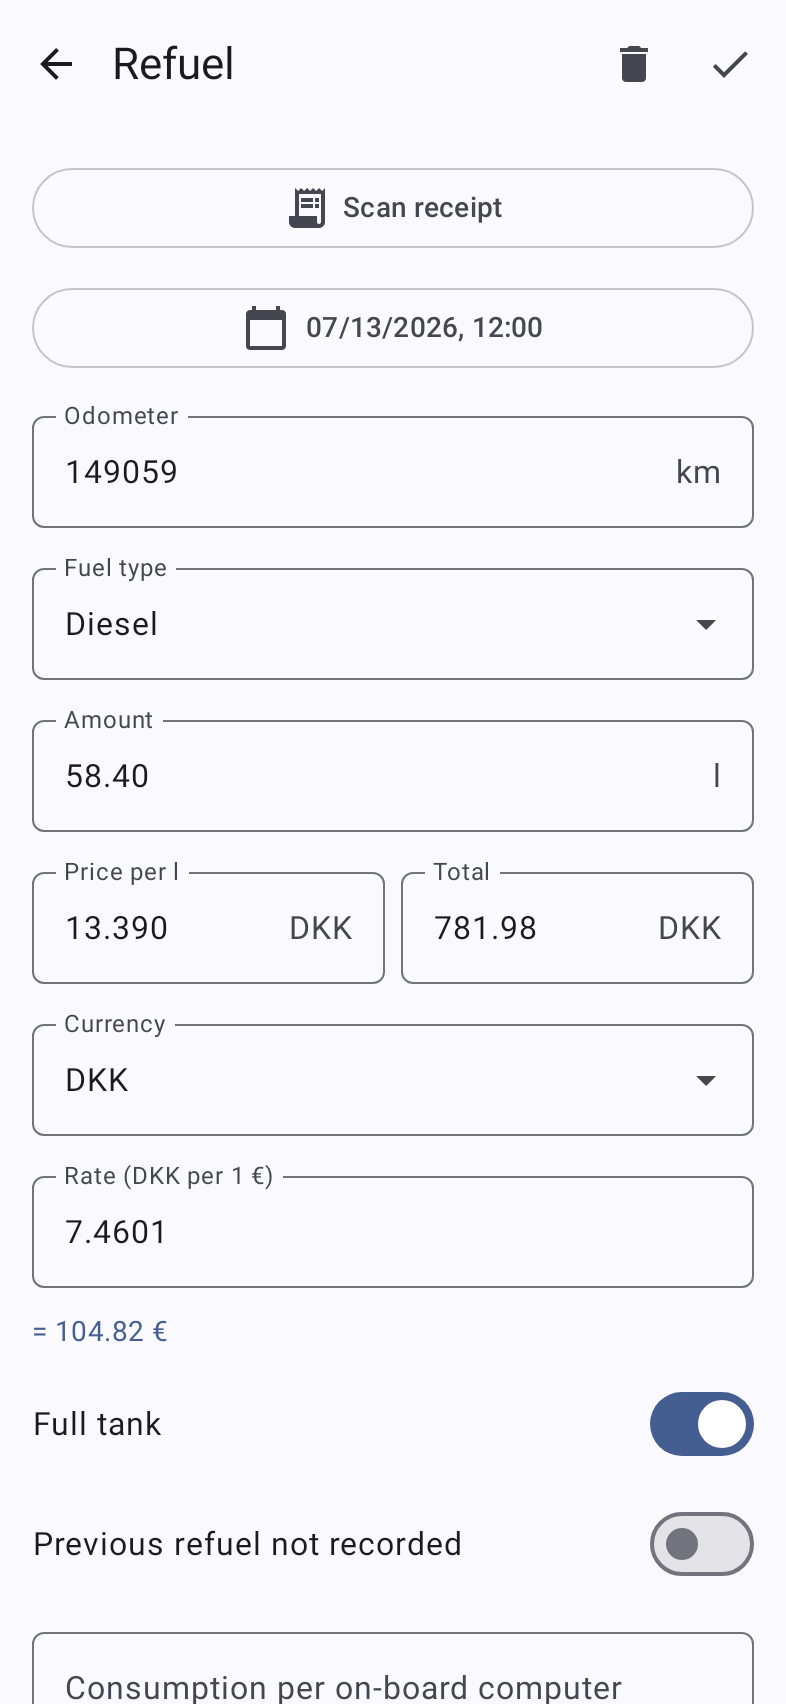 Refuel
Scan receipt
07/13/2026, 12:00
Odometer
149059 km
Fuel type
Diesel
Amount
58.40 l
Price per l Total
13.390 DKK 781.98 DKK
Currency
DKK
Rate (DKK per 1 €)
7.4601
= 104.82 €
Full tank
Previous refuel not recorded
Consumption per on-board computer